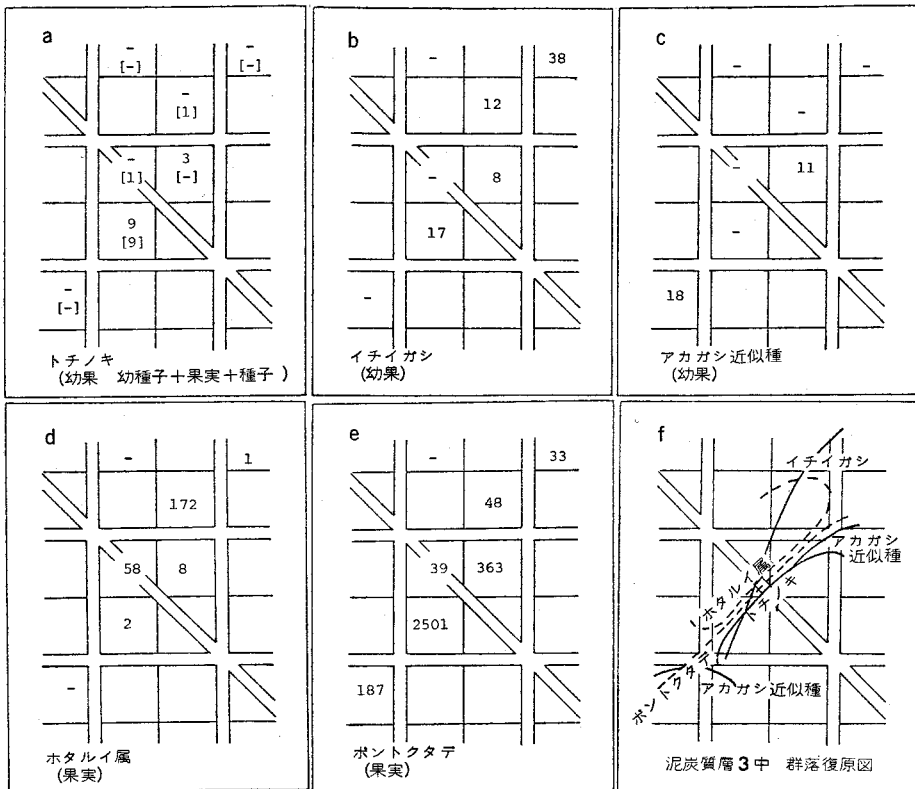 a
- -
[-] [-]
-
[1]
- 3
[1] [-]
9
[9]
-
[-]
トチノキ
(幼果 幼種子+果実+種子)
b
- 38
12
- 8
17
-
イチイガシ
(幼果)
c
- -
-
- 11
-
18
アカガシ近似種
(幼果)
d
- 1
172
58 8
2
-
ホタルイ属
(果実)
e
- 33
48
39 363
2501
187
ポントクタデ
(果実)
f
イチイガシ
アカガシ
近似種
ホタルイ属
トチノキ
ポントクタデ
アカガシ近似種
泥炭質層3中 群落復原図